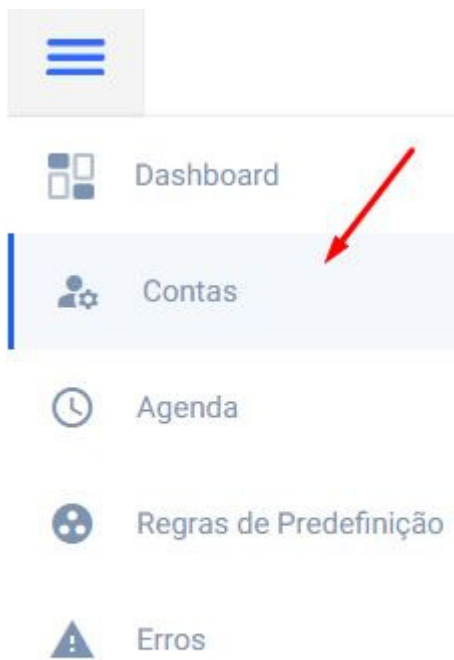 Dashboard
Contas
Agenda
Regras de Predefinição
Erros